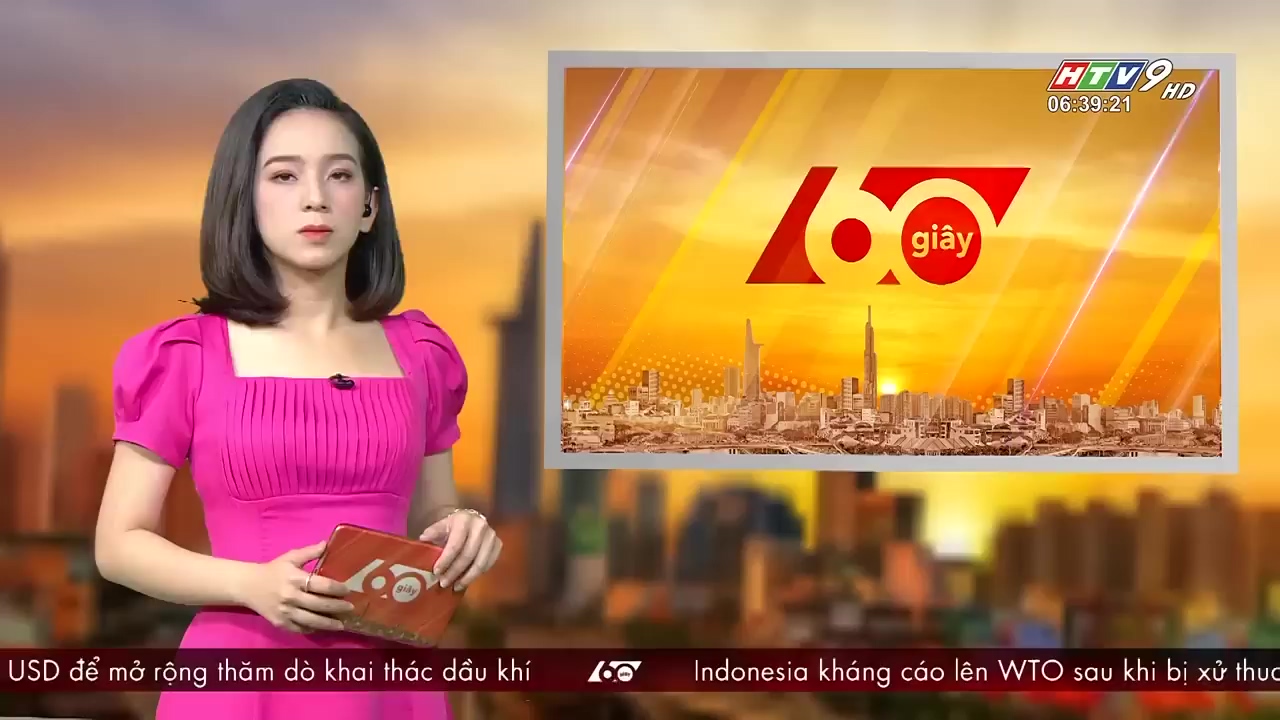 HTV9 HD
06:39:21
60 giây
60 giây
USD để mở rộng thăm dò khai thác dầu khí 60 giây Indonesia kháng cáo lên WTO sau khi bị xử thuc